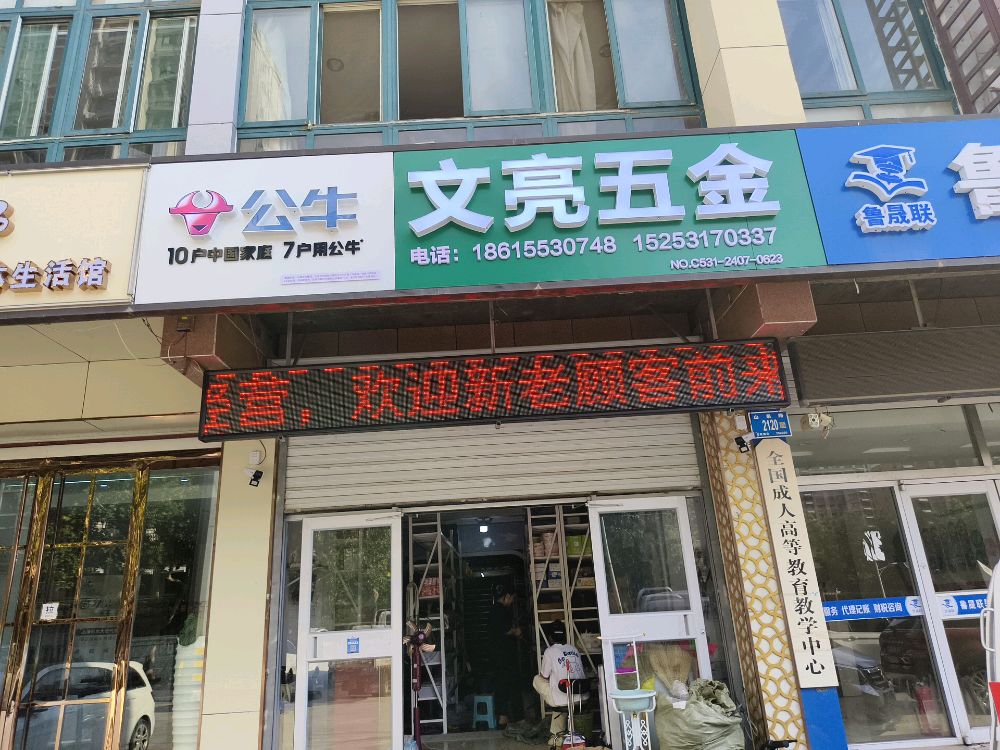 生活馆
公牛
10户中国家庭 7户用公牛
文亮五金
电话：18615530748 15253170337
NO.C531-2407-0623
鲁晟联
鲁
营，欢迎新老顾客前来
2120
全国成人高等教育教学中心
代理记账 财税咨询
鲁晟联
拉